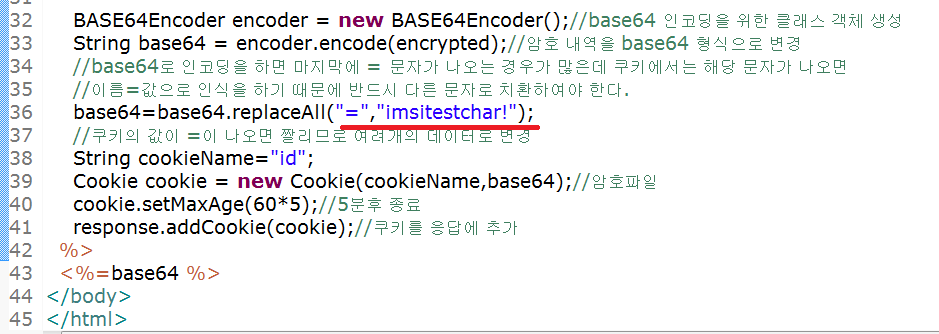 32 BASE64Encoder encoder = new BASE64Encoder();//base64 인코딩을 위한 클래스 객체 생성
33 String base64 = encoder.encode(encrypted);//암호 내역을 base64 형식으로 변경
34 //base64로 인코딩을 하면 마지막에 = 문자가 나오는 경우가 많은데 쿠키에서는 해당 문자가 나오면
35 //이름=값으로 인식을 하기 때문에 반드시 다른 문자로 치환하여야 한다.
36 base64=base64.replaceAll("=","imsitestchar!");
37 //쿠키의 값이 =이 나오면 짤리므로 여러개의 데이터로 변경
38 String cookieName="id";
39 Cookie cookie = new Cookie(cookieName,base64);//암호파일
40 cookie.setMaxAge(60*5);//5분후 종료
41 response.addCookie(cookie);//쿠키를 응답에 추가
42 %>
43 <%=base64 %>
44 </body>
45 </html>